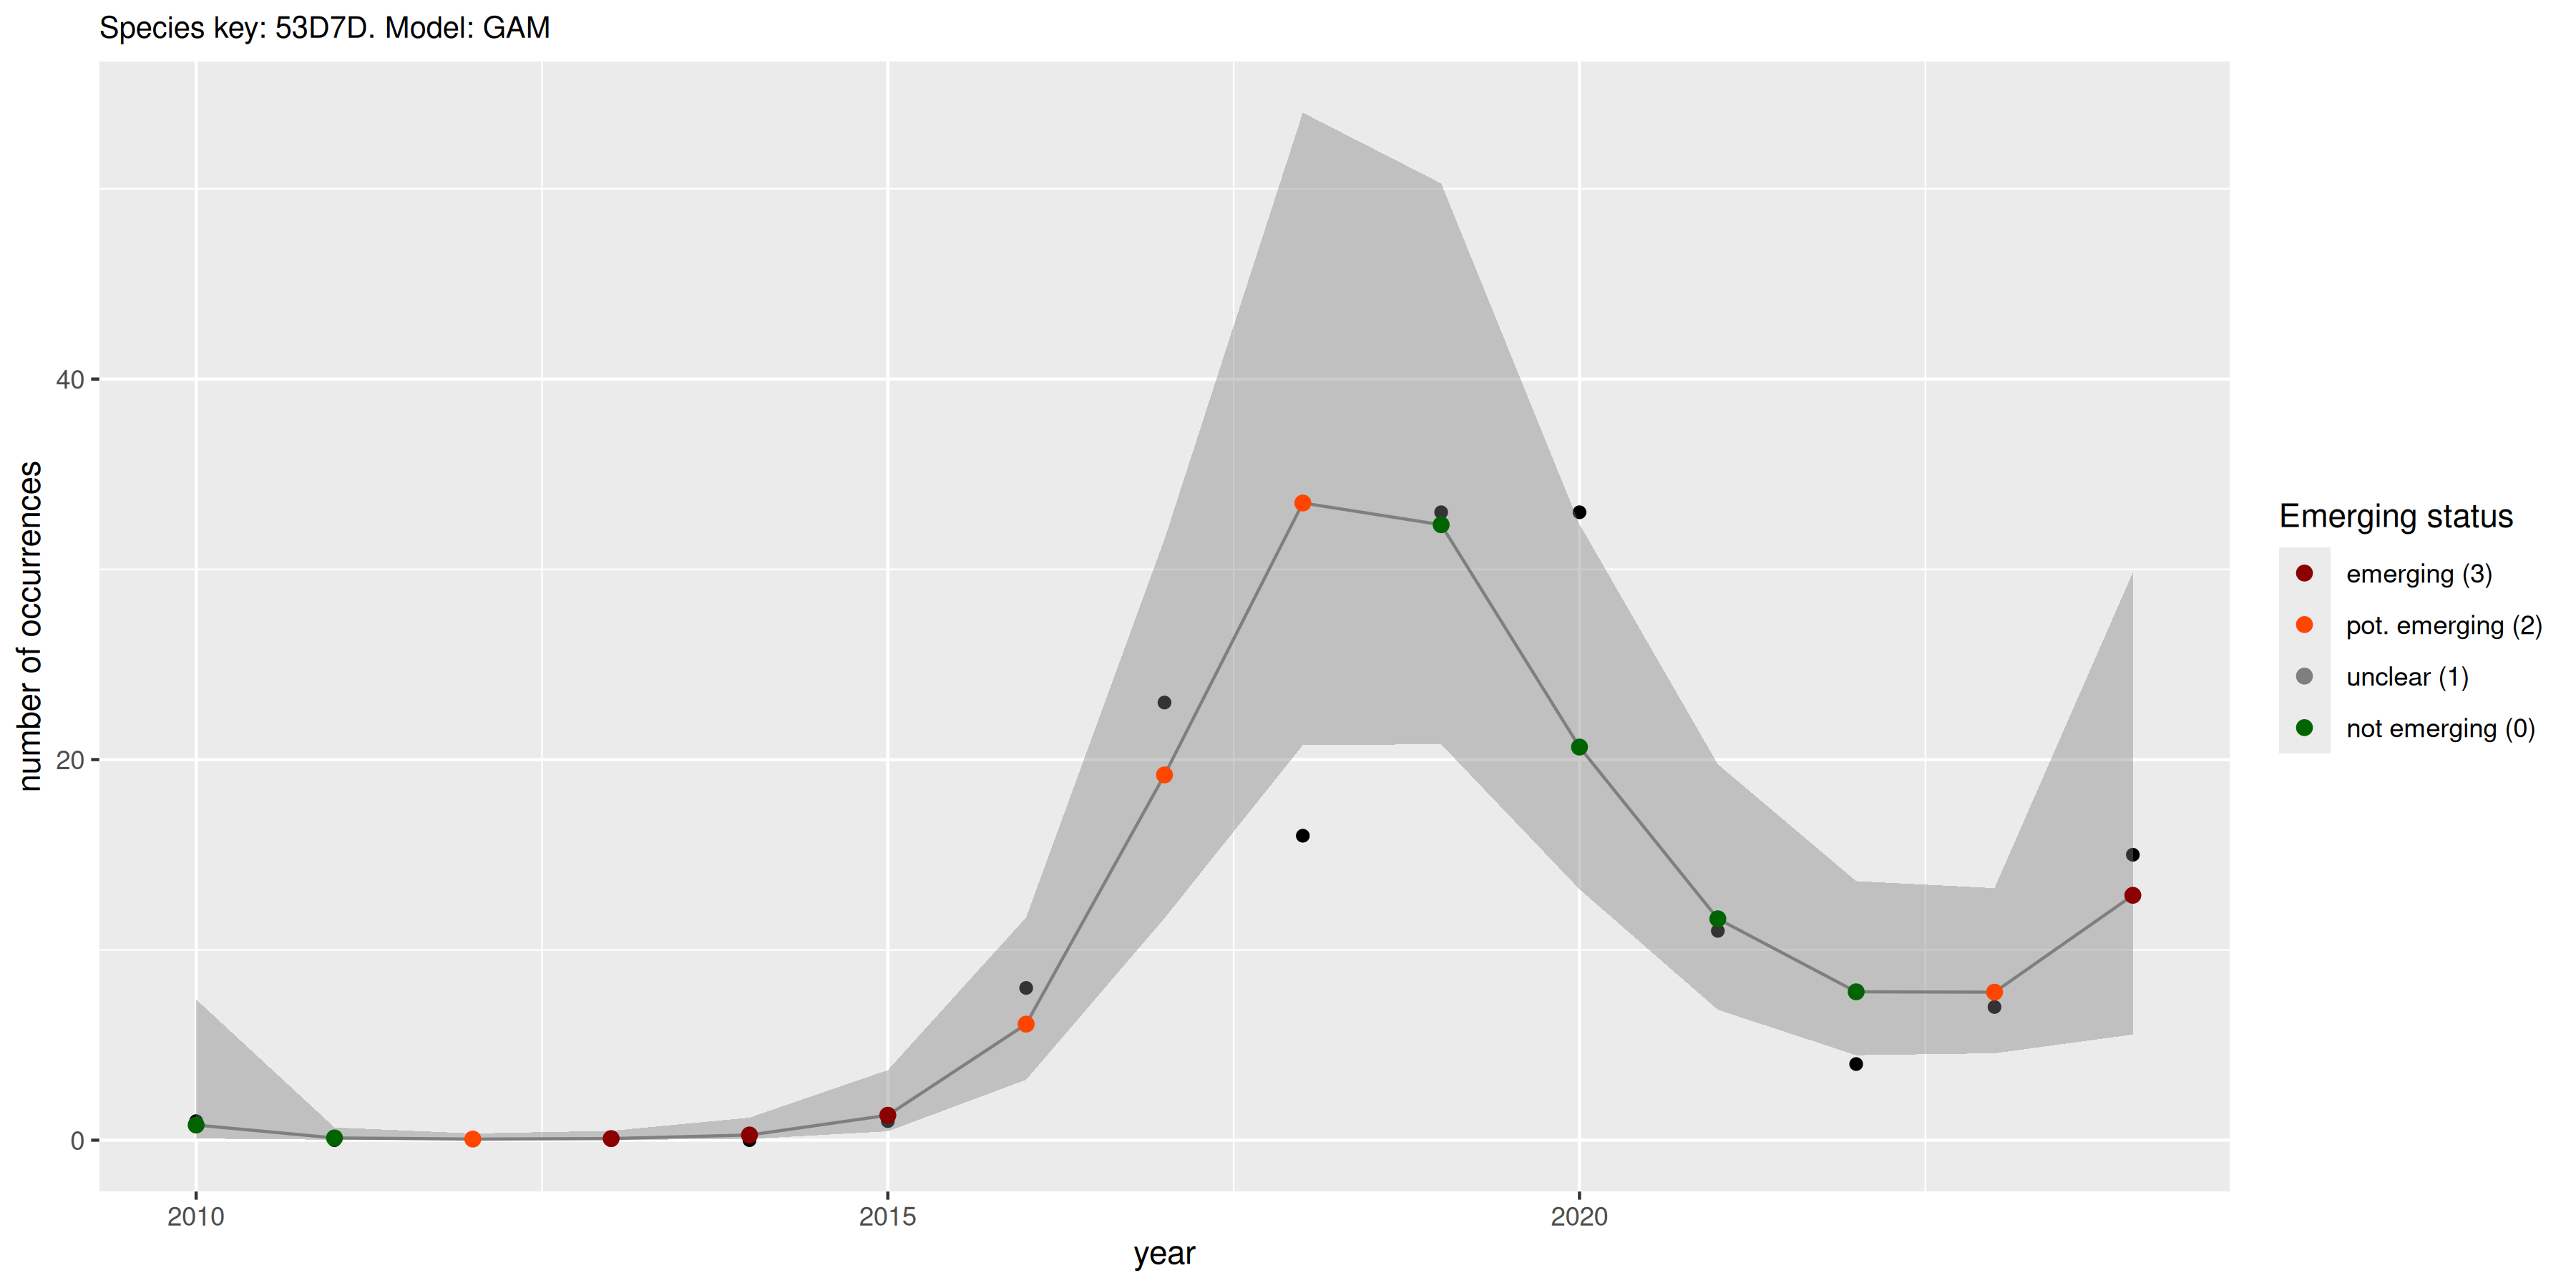 Species key: 53D7D. Model: GAM
number of occurrences
40
20
0
2010
2015
2020
year
Emerging status
emerging (3)
pot. emerging (2)
unclear (1)
not emerging (0)